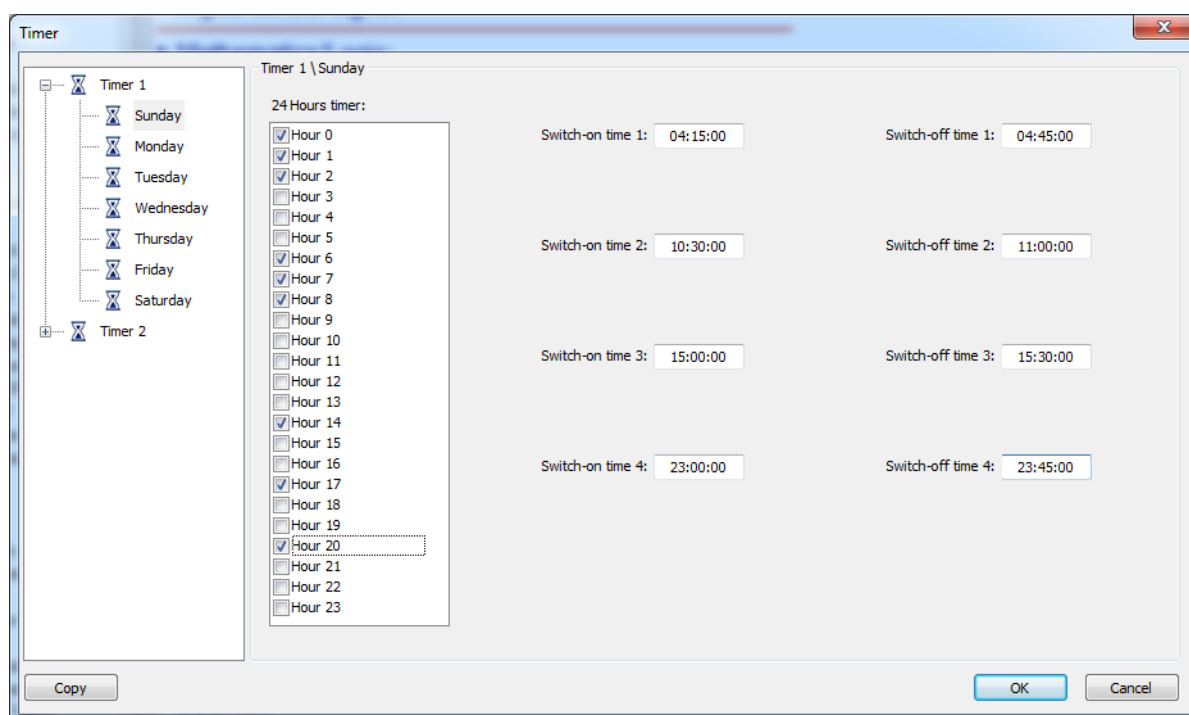 Timer
Timer 1
Sunday
Monday
Tuesday
Wednesday
Thursday
Friday
Saturday
Timer 2
Timer 1 \ Sunday
24 Hours timer:
Hour 0
Hour 1
Hour 2
Hour 3
Hour 4
Hour 5
Hour 6
Hour 7
Hour 8
Hour 9
Hour 10
Hour 11
Hour 12
Hour 13
Hour 14
Hour 15
Hour 16
Hour 17
Hour 18
Hour 19
Hour 20
Hour 21
Hour 22
Hour 23
Switch-on time 1: 04:15:00 Switch-off time 1: 04:45:00
Switch-on time 2: 10:30:00 Switch-off time 2: 11:00:00
Switch-on time 3: 15:00:00 Switch-off time 3: 15:30:00
Switch-on time 4: 23:00:00 Switch-off time 4: 23:45:00
Copy OK Cancel